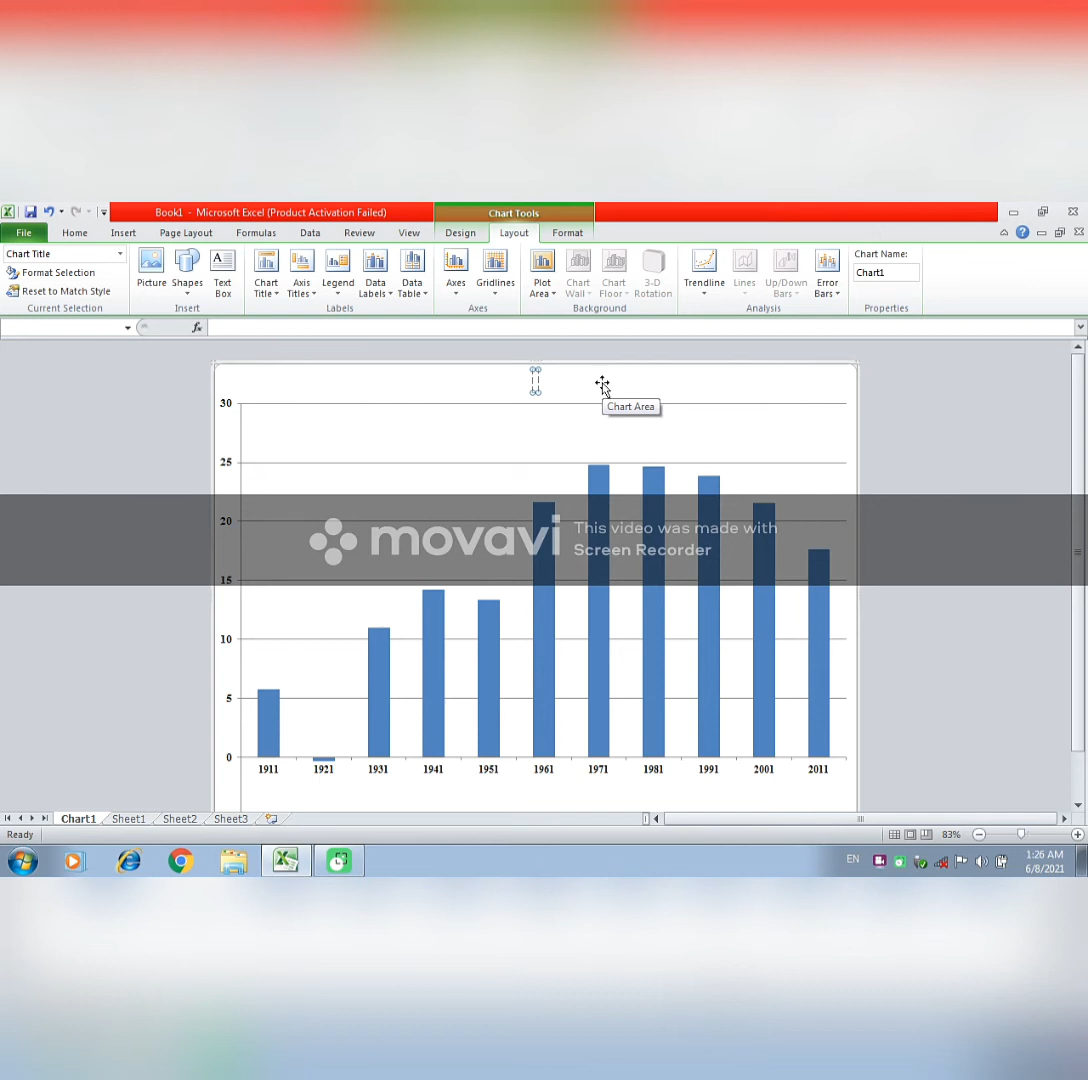 Book1 - Microsoft Excel (Product Activation Failed)
Chart Tools
File Home Insert Page Layout Formulas Data Review View Design Layout Format
Chart Title
Format Selection
Reset to Match Style
Current Selection
Picture Shapes Text Box
Insert
Chart Title Axis Titles Legend Data Labels Data Table
Labels
Axes Gridlines
Axes
Plot Area Chart Wall Chart Floor 3-D Rotation
Background
Trendline Lines Up/Down Bars Error Bars
Analysis
Chart Name:
Chart1
Properties
fx
Chart Area
30
25
20
15
10
5
0
movavi
This video was made with
Screen Recorder
1911 1921 1931 1941 1951 1961 1971 1981 1991 2001 2011
Chart1 Sheet1 Sheet2 Sheet3
Ready
83%
EN
1:26 AM
6/8/2021